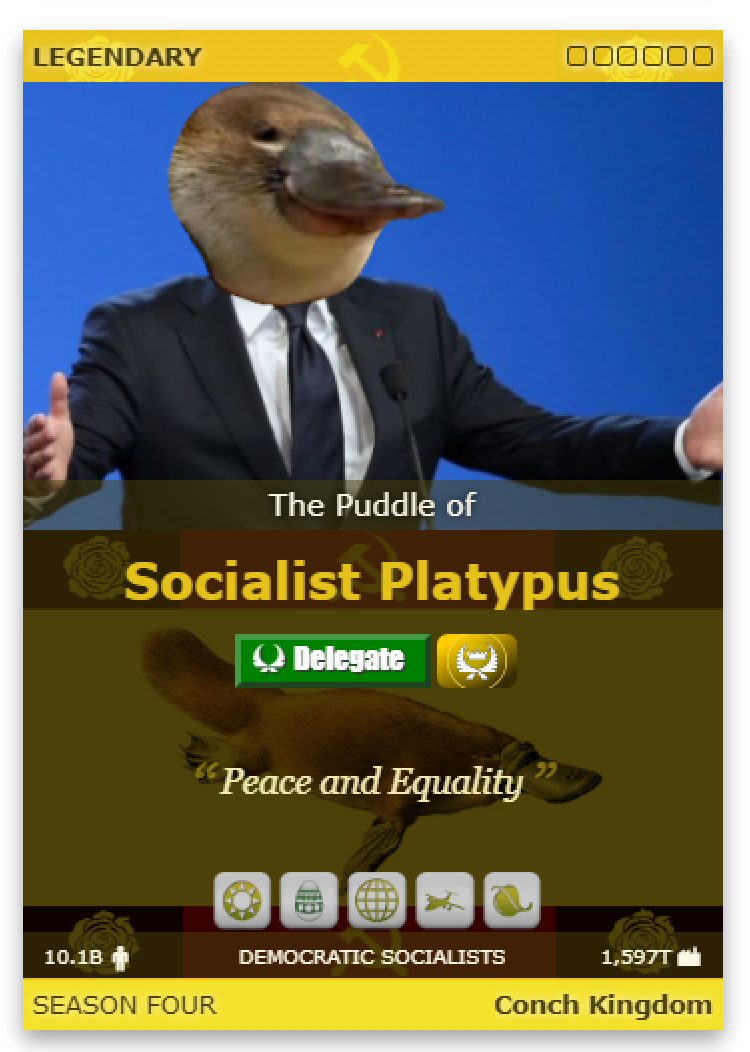 LEGENDARY
The Puddle of
Socialist Platypus
Delegate
“Peace and Equality”
10.1B DEMOCRATIC SOCIALISTS 1,597T
SEASON FOUR Conch Kingdom